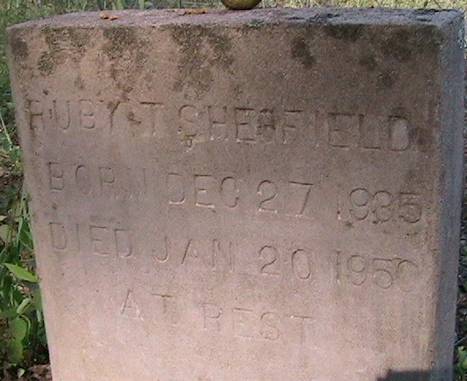 RUBY T SHEFFIELD
BORN DEC 27 1935
DIED JAN 20 1950
AT REST